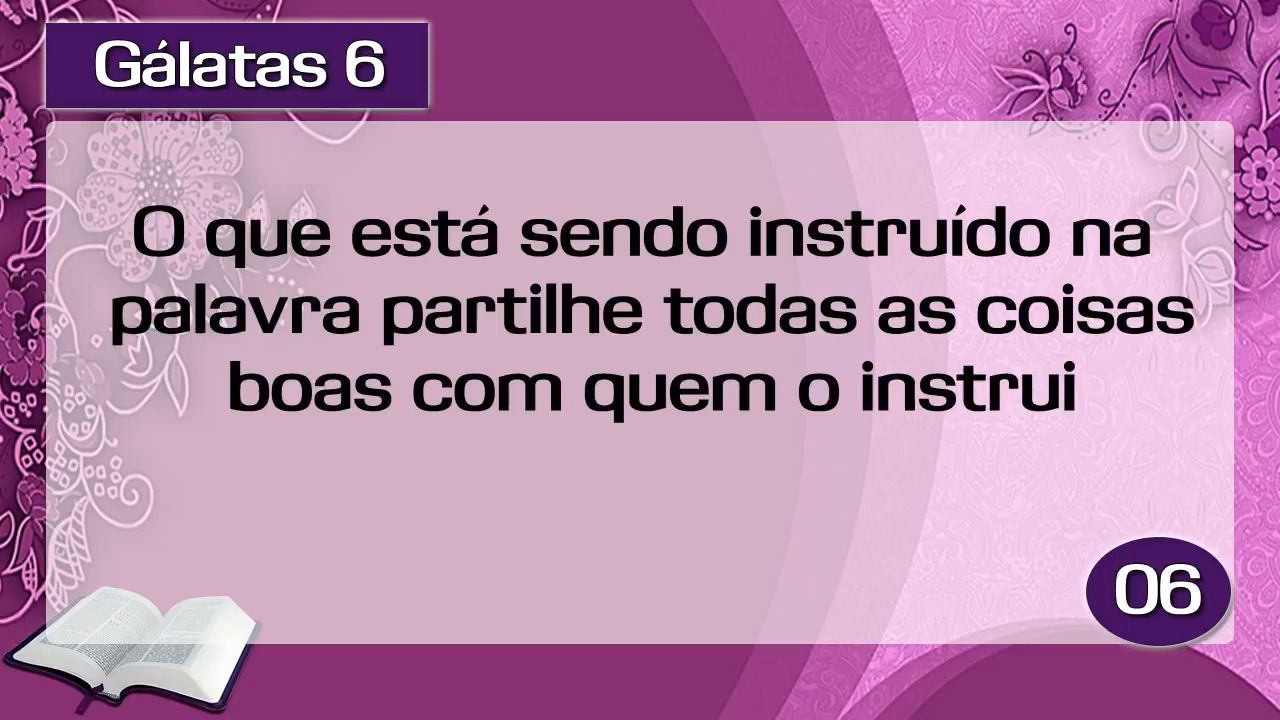 Gálatas 6
O que está sendo instruído na
palavra partilhe todas as coisas
boas com quem o instrui
06